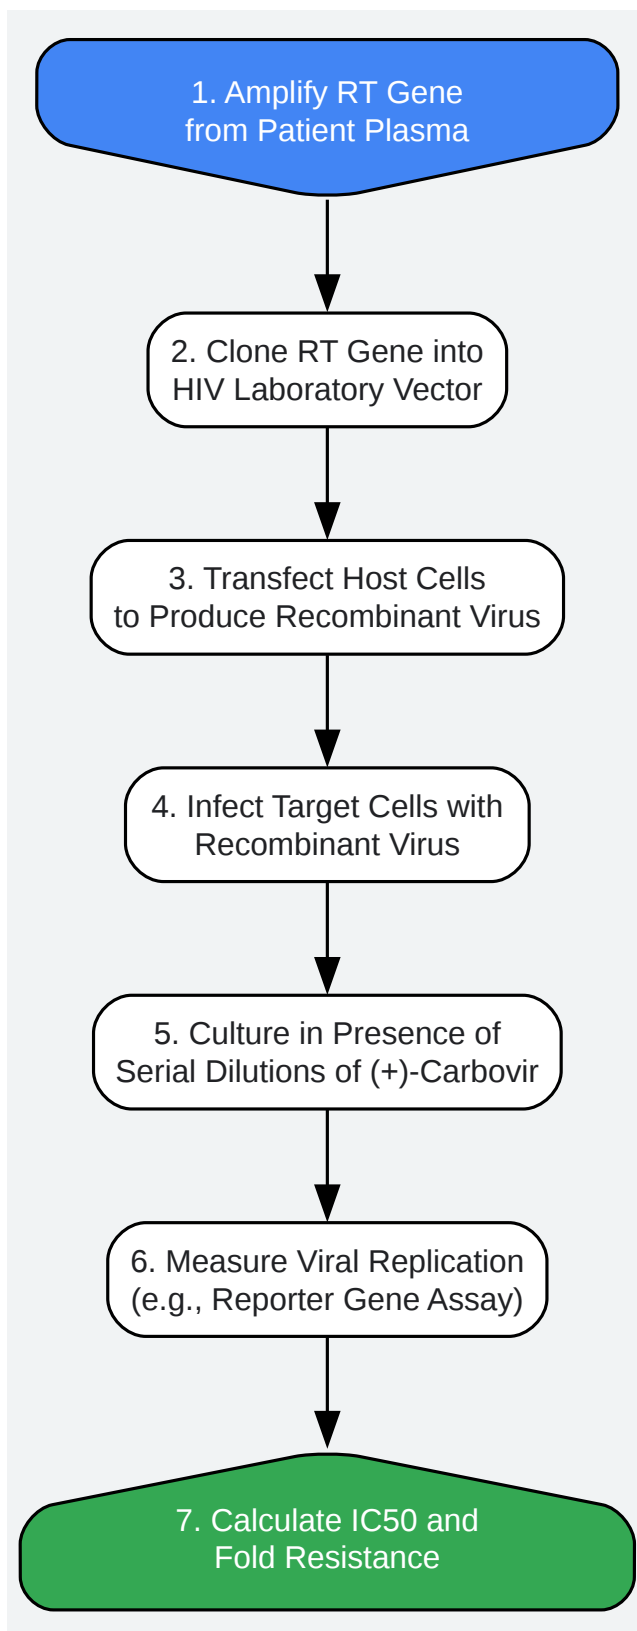 1. Amplify RT Gene
from Patient Plasma
2. Clone RT Gene into
HIV Laboratory Vector
3. Transfect Host Cells
to Produce Recombinant Virus
4. Infect Target Cells with
Recombinant Virus
5. Culture in Presence of
Serial Dilutions of (+)-Carbovir
6. Measure Viral Replication
(e.g., Reporter Gene Assay)
7. Calculate IC50 and
Fold Resistance